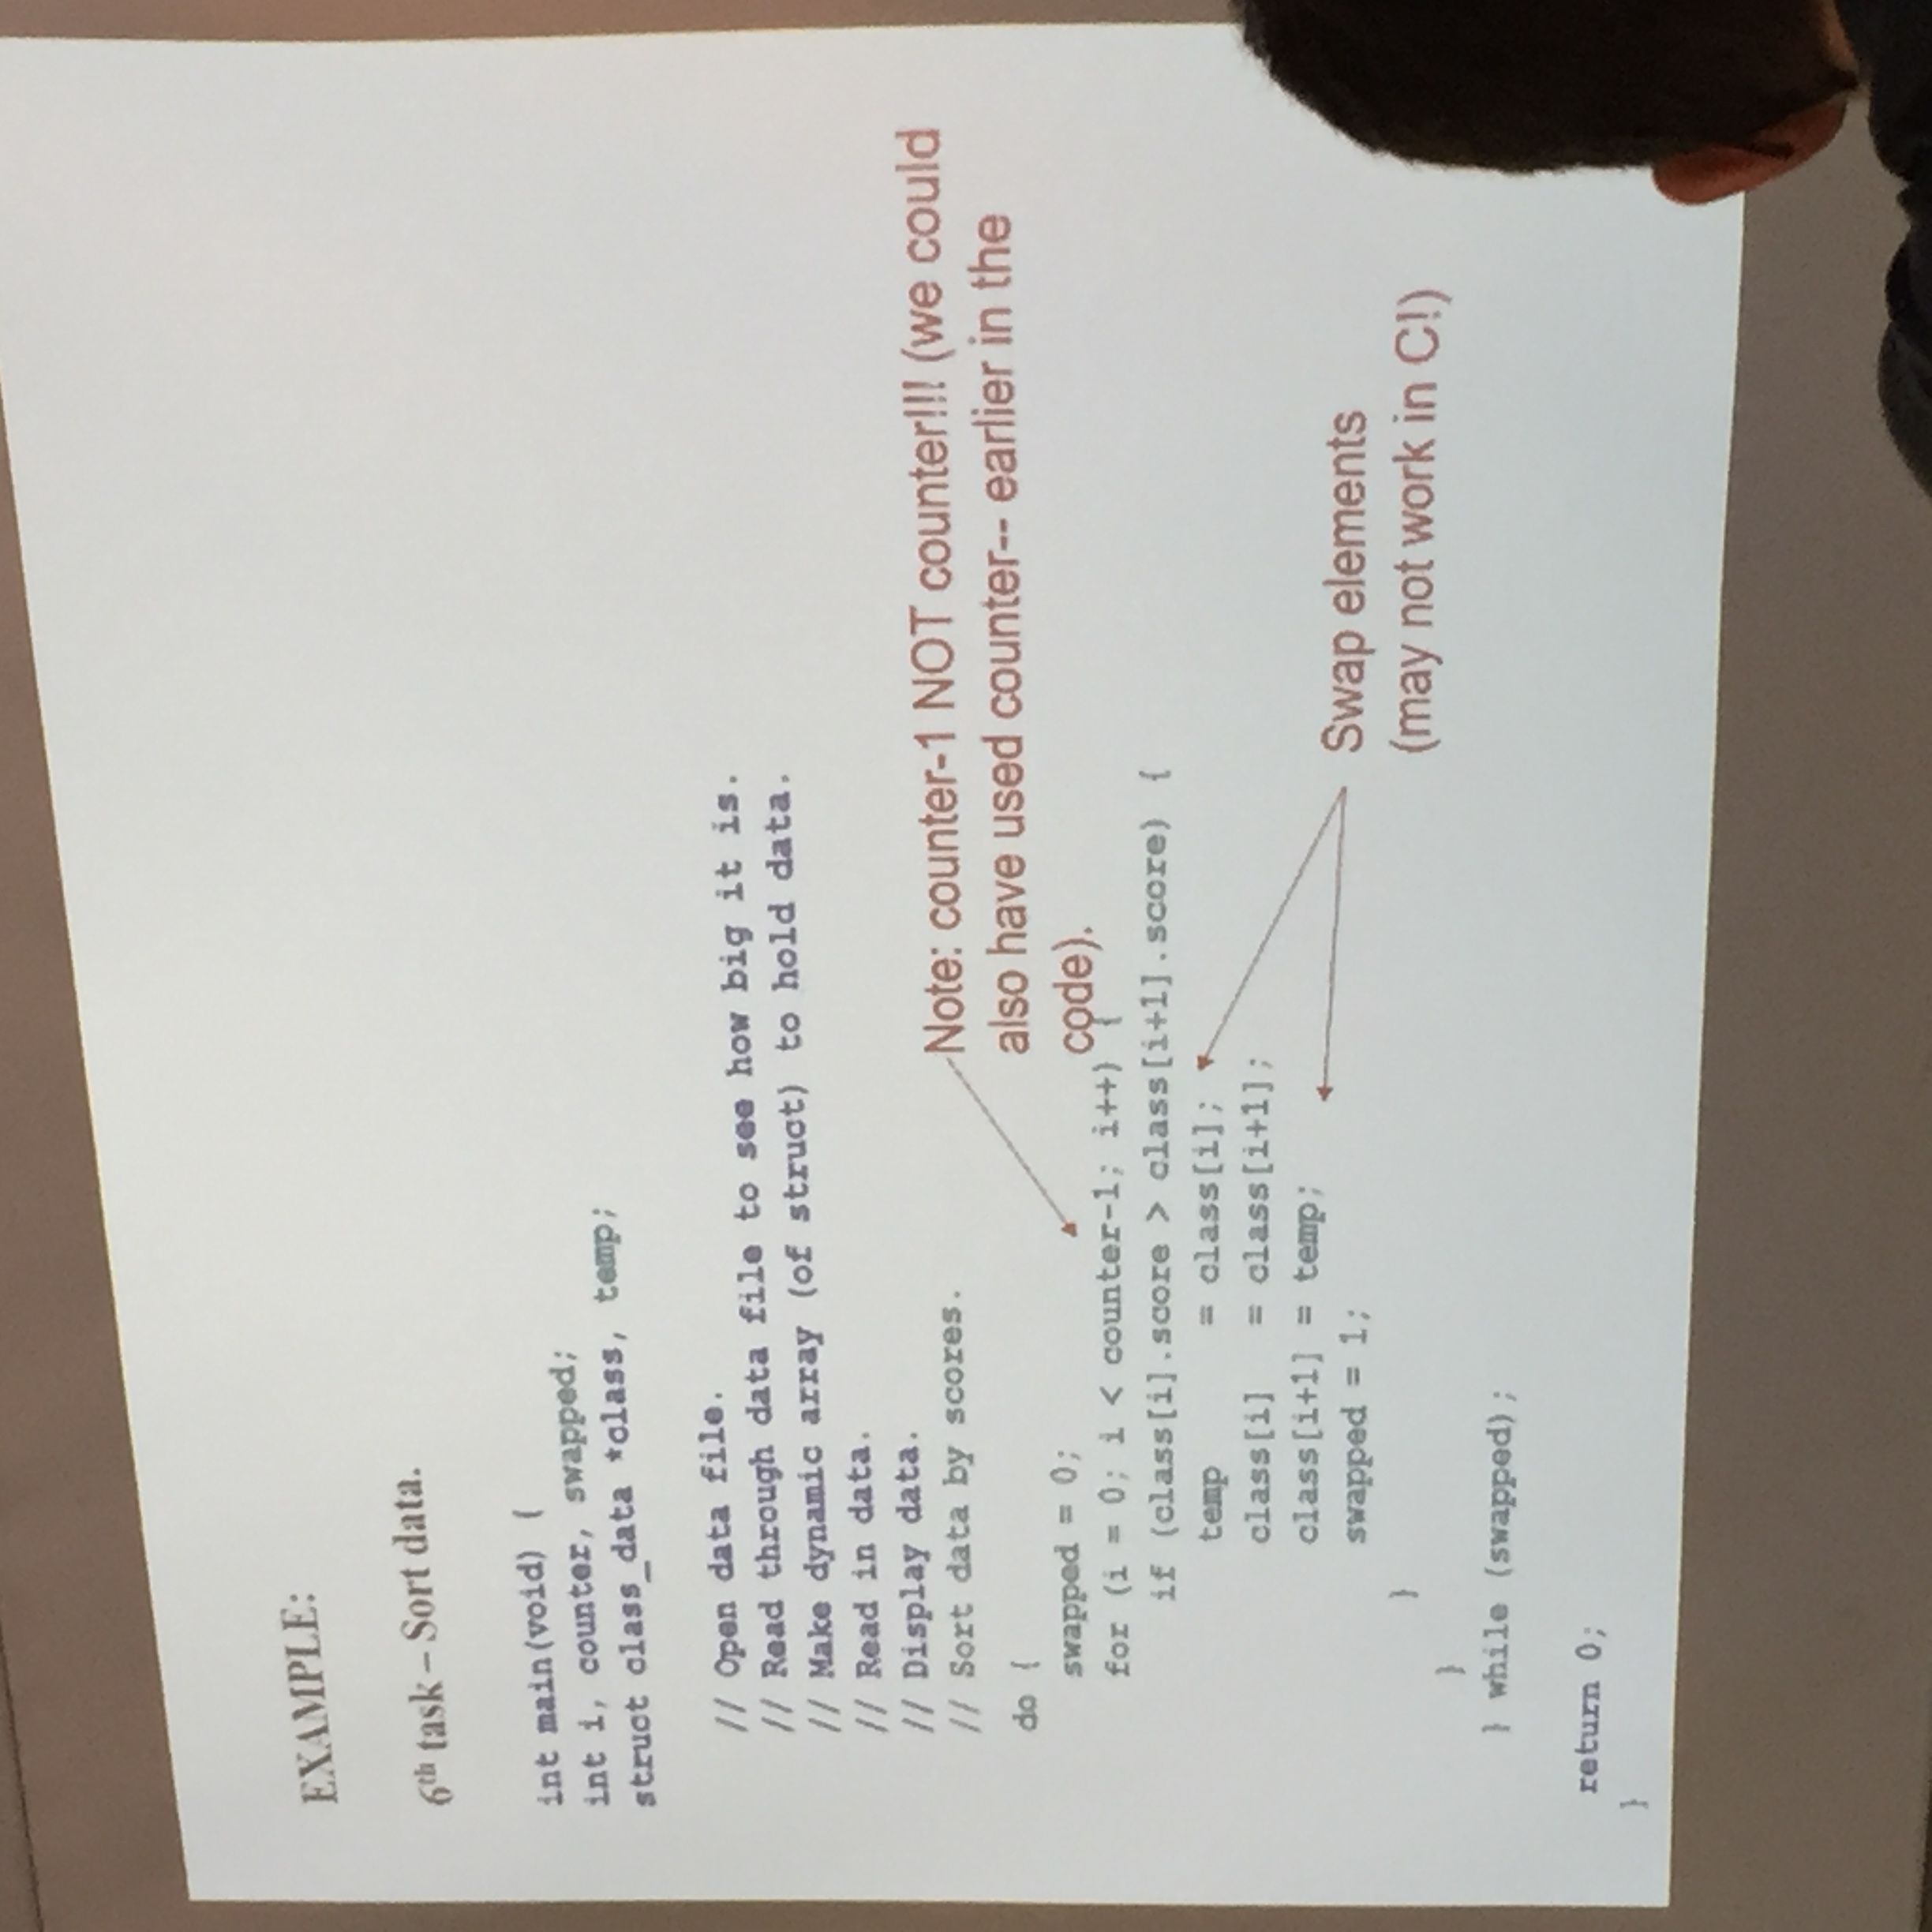 EXAMPLE:
6th task – Sort data.
int main(void) {
int i, counter, swapped;
struct class_data *class, temp;
// Open data file.
// Read through data file to see how big it is.
// Make dynamic array (of struct) to hold data.
// Read in data.
// Display data.
// Sort data by scores.
Note: counter-1 NOT counter!!! (we could
also have used counter-- earlier in the
code).
do {
swapped = 0;
for (i = 0; i < counter-1; i++) {
if (class[i].score > class[i+1].score) {
temp = class[i];
class[i] = class[i+1];
class[i+1] = temp;
swapped = 1;
Swap elements
(may not work in C!)
}
}
} while (swapped);
return 0;
}